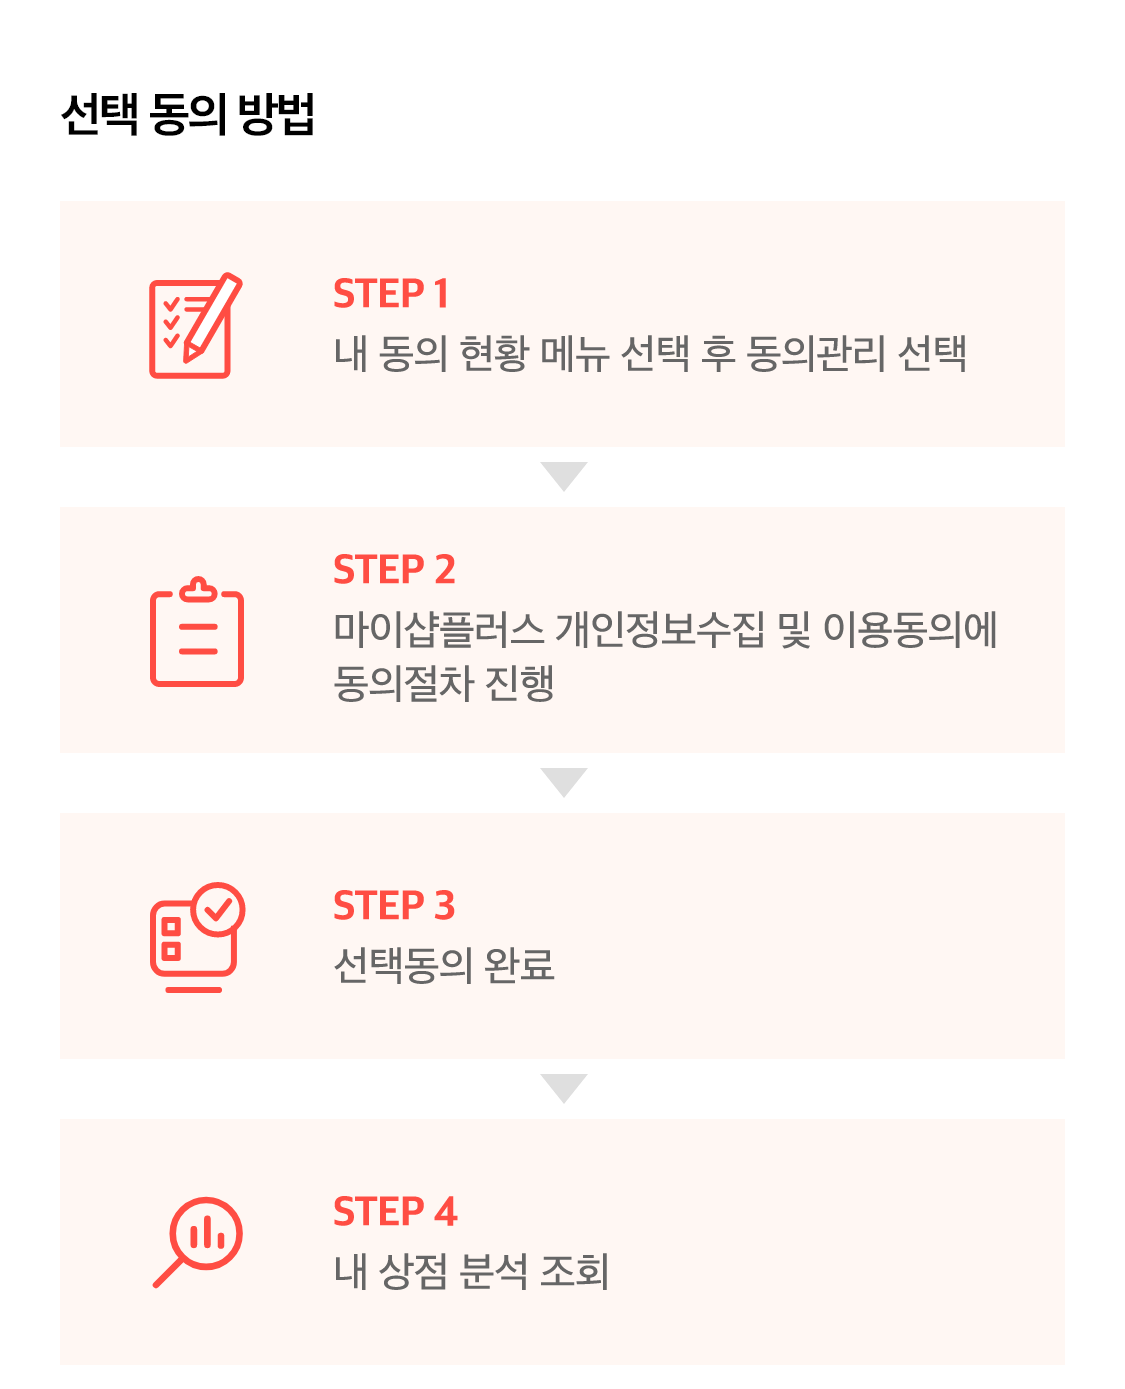 선택 동의 방법
STEP 1
내 동의 현황 메뉴 선택 후 동의관리 선택
STEP 2
마이샵플러스 개인정보수집 및 이용동의에
동의절차 진행
STEP 3
선택동의 완료
STEP 4
내 상점 분석 조회